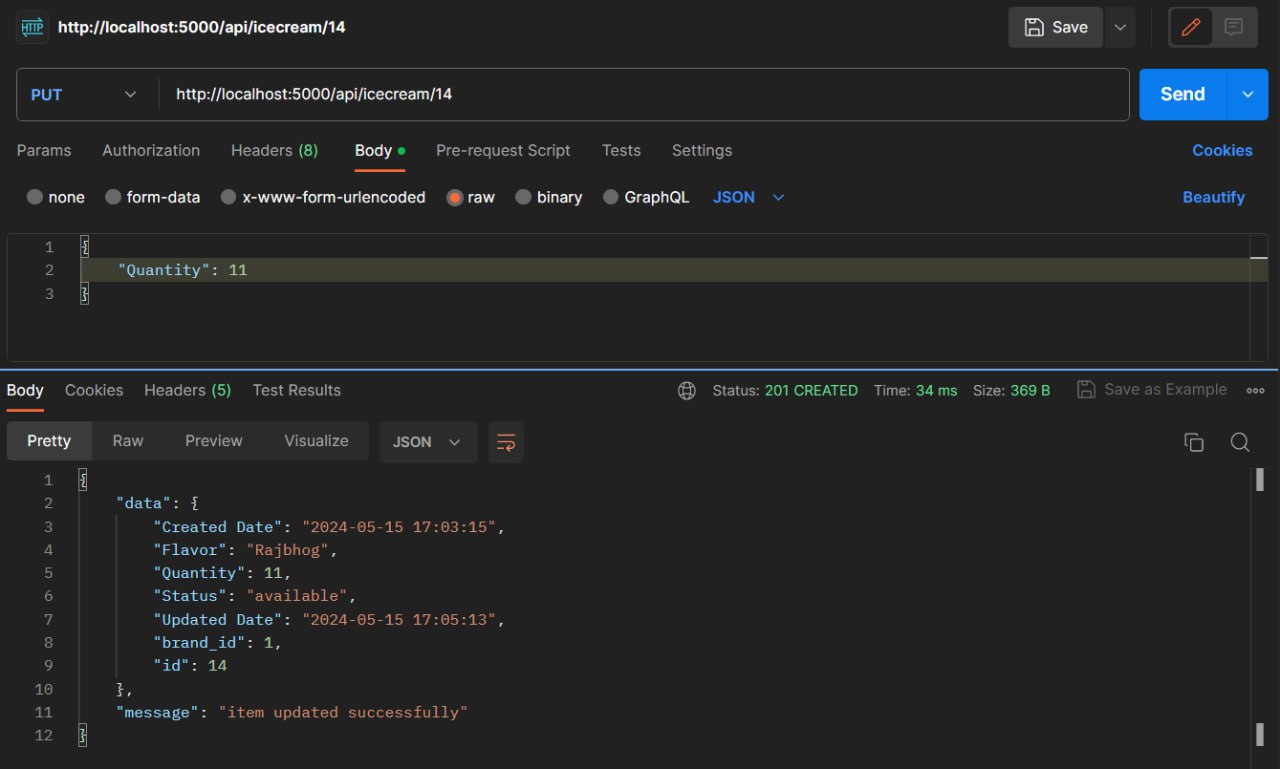 HTTP http://localhost:5000/api/icecream/14 Save
PUT http://localhost:5000/api/icecream/14 Send
Params Authorization Headers (8) Body Pre-request Script Tests Settings Cookies
none form-data x-www-form-urlencoded raw binary GraphQL JSON Beautify
1 {
2 "Quantity": 11
3 }
Body Cookies Headers (5) Test Results Status: 201 CREATED Time: 34 ms Size: 369 B Save as Example
Pretty Raw Preview Visualize JSON
1 {
2 "data": {
3 "Created Date": "2024-05-15 17:03:15",
4 "Flavor": "Rajbhog",
5 "Quantity": 11,
6 "Status": "available",
7 "Updated Date": "2024-05-15 17:05:13",
8 "brand_id": 1,
9 "id": 14
10 },
11 "message": "item updated successfully"
12 }